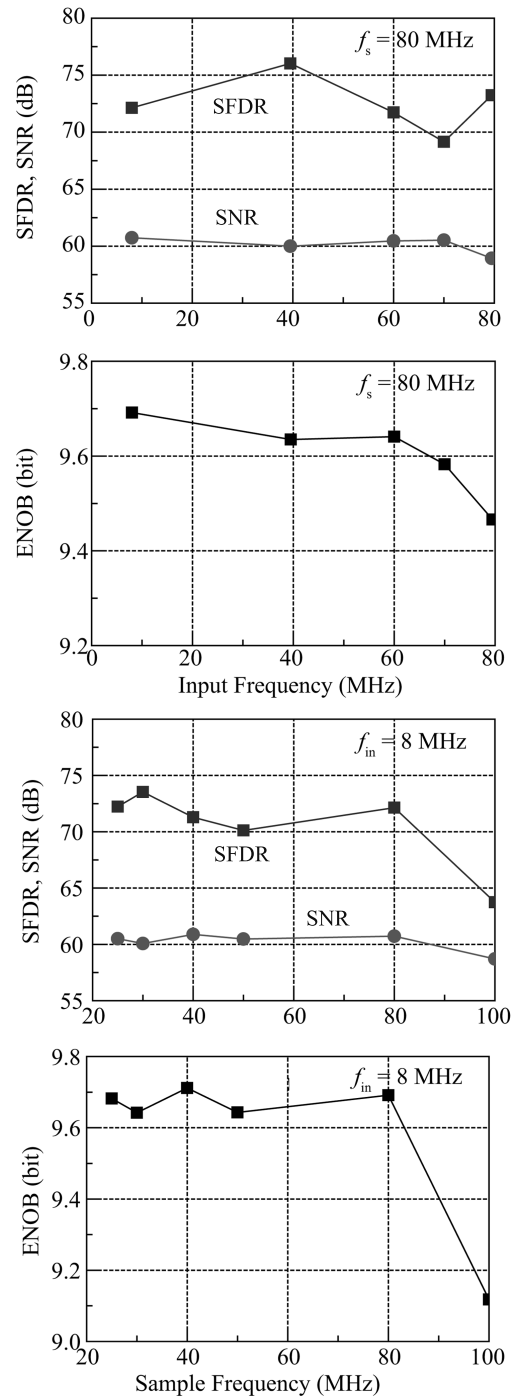 80
75
70
65
60
55
SFDR, SNR (dB)
fs = 80 MHz
SFDR
SNR
0 20 40 60 80
9.8
9.6
9.4
9.2
ENOB (bit)
fs = 80 MHz
0 20 40 60 80
Input Frequency (MHz)
80
75
70
65
60
55
SFDR, SNR (dB)
fin = 8 MHz
SFDR
SNR
20 40 60 80 100
9.8
9.6
9.4
9.2
9.0
ENOB (bit)
fin = 8 MHz
20 40 60 80 100
Sample Frequency (MHz)